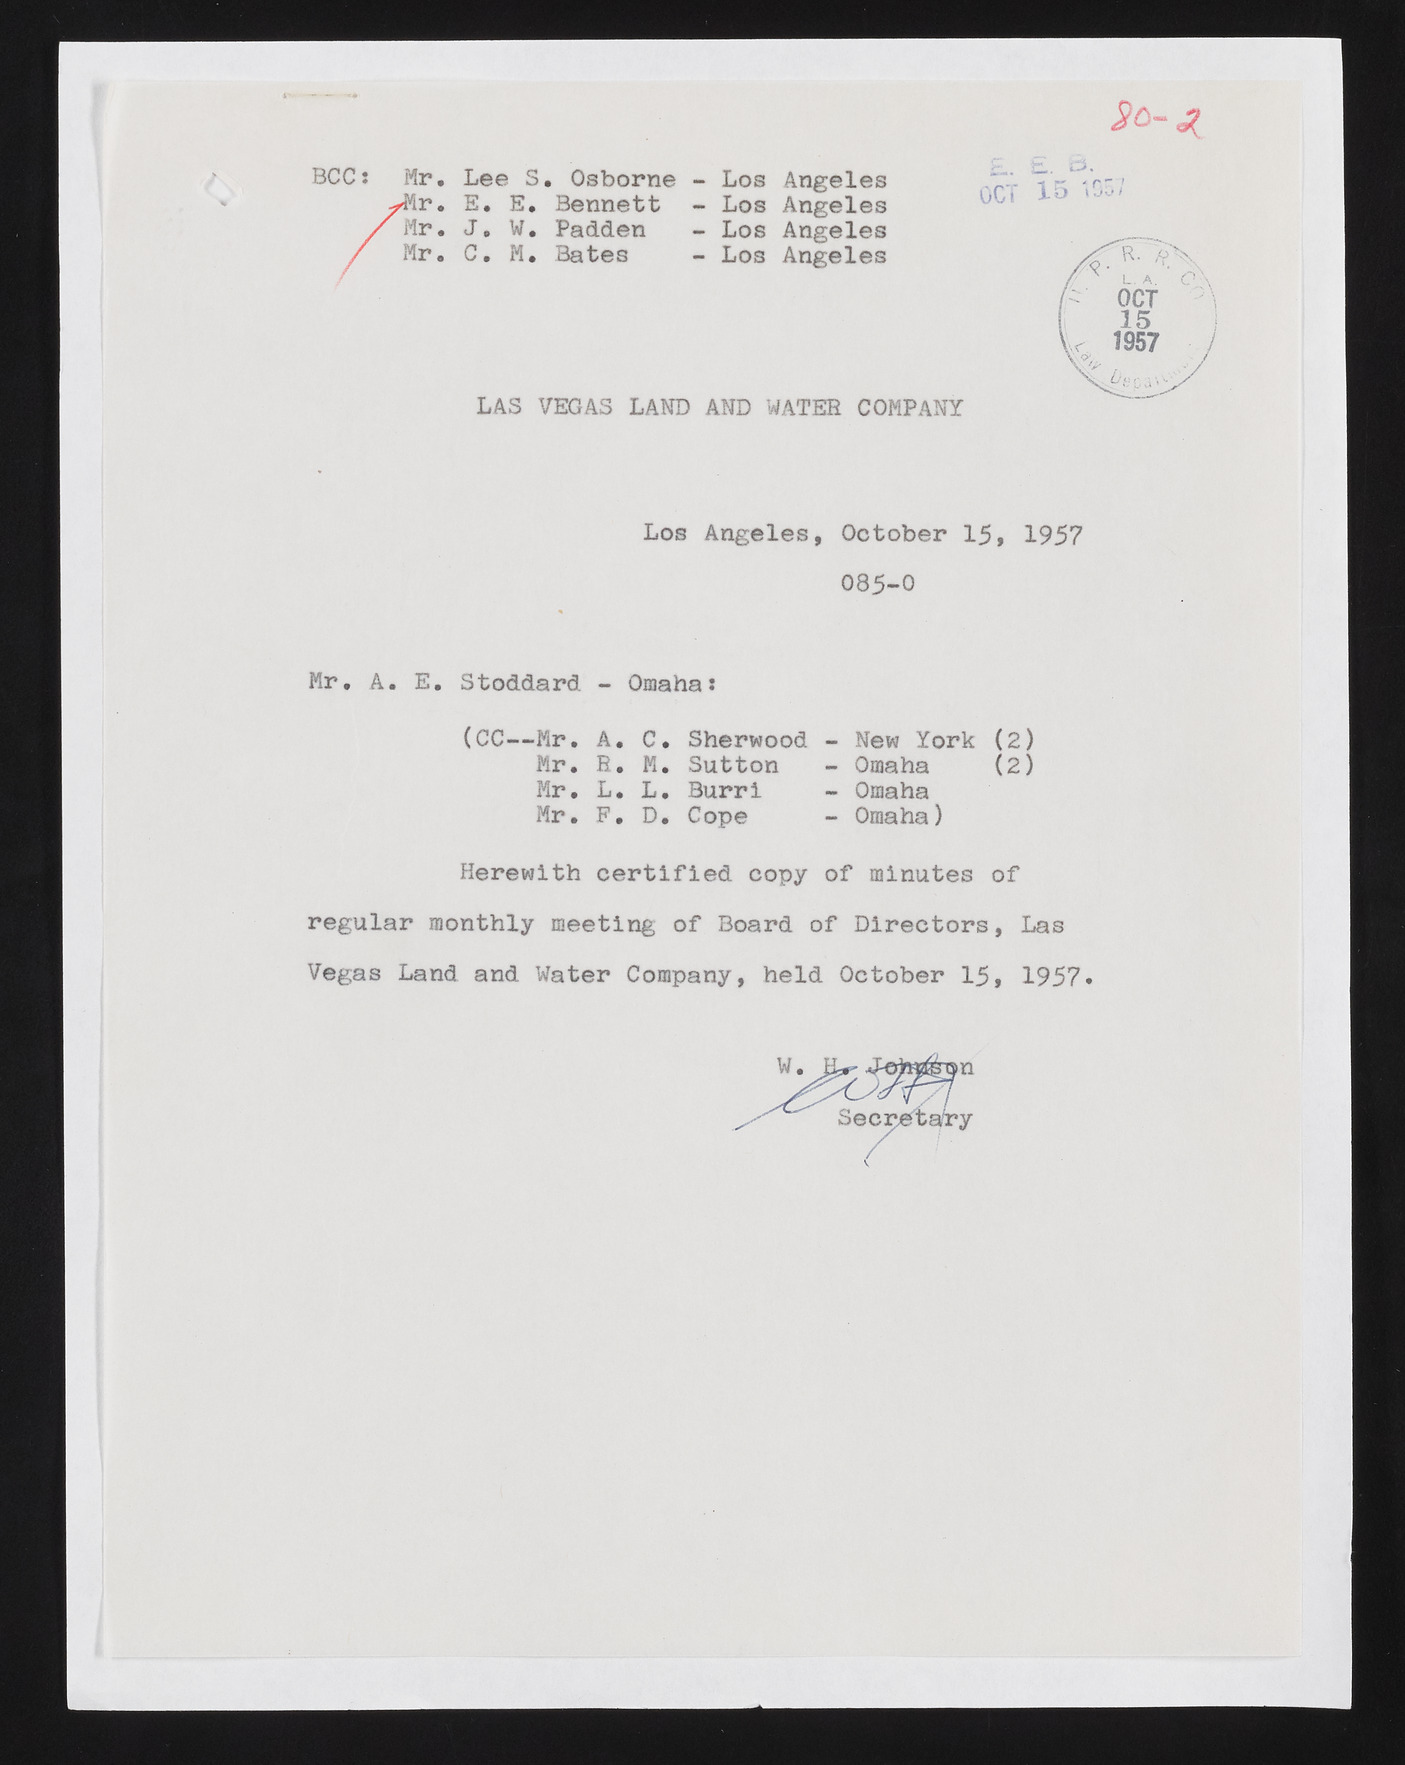 80-2
E. E. B.
OCT 15 1957
BCC: Mr. Lee S. Osborne - Los Angeles
Mr. E. E. Bennett - Los Angeles
Mr. J. W. Padden - Los Angeles
Mr. C. M. Bates - Los Angeles
U. P. R. R. CO.
L. A.
OCT
15
1957
Law Department
LAS VEGAS LAND AND WATER COMPANY
Los Angeles, October 15, 1957
085-0
Mr. A. E. Stoddard - Omaha:
(CC--Mr. A. C. Sherwood - New York (2)
Mr. R. M. Sutton - Omaha (2)
Mr. L. L. Burri - Omaha
Mr. F. D. Cope - Omaha)
Herewith certified copy of minutes of
regular monthly meeting of Board of Directors, Las
Vegas Land and Water Company, held October 15, 1957.
W. H. Johnson
Secretary